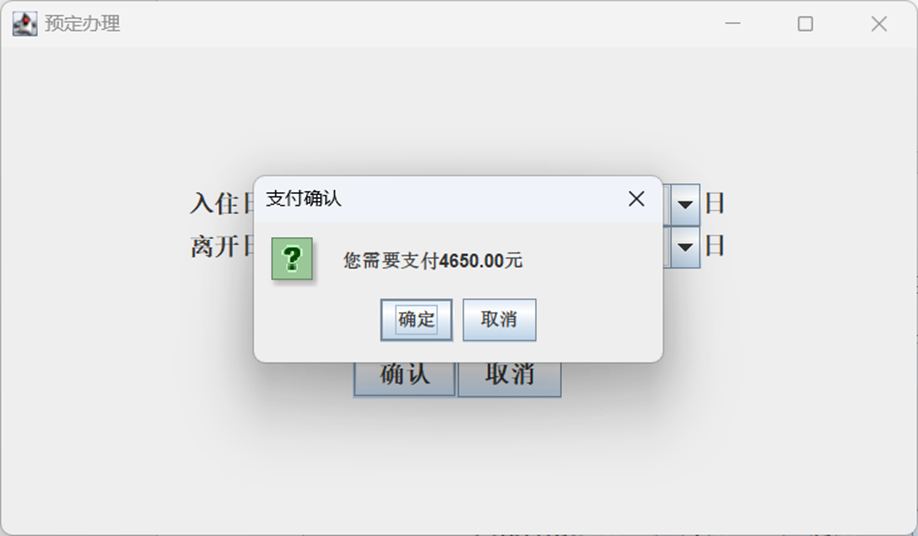 预定办理
支付确认
入住日 日
离开日 日
您需要支付4650.00元
确定 取消
确认 取消